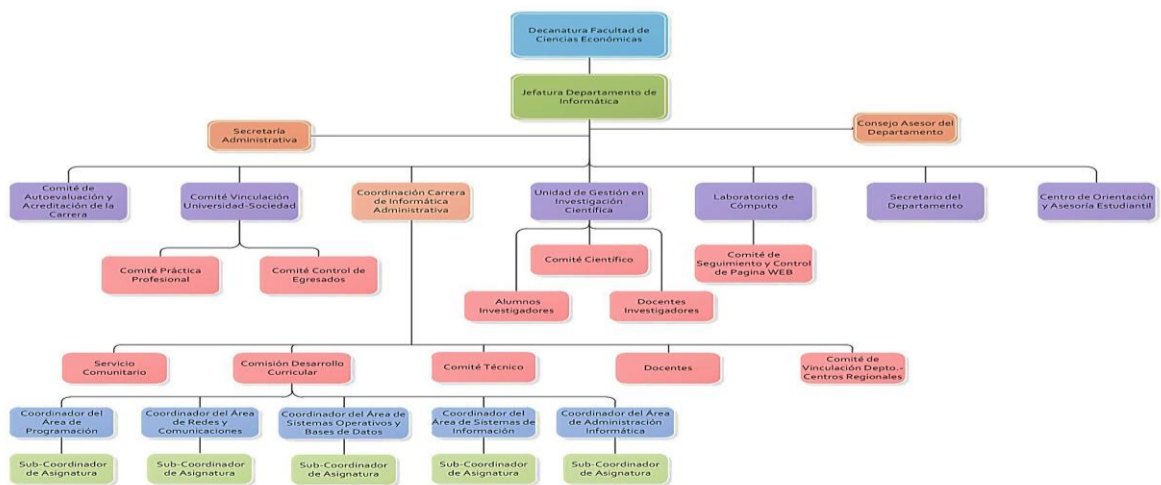 Decanatura Facultad de
Ciencias Económicas
Jefatura Departamento de
Informática
Secretaría
Administrativa
Consejo Asesor del
Departamento
Comité de
Autoevaluación y
Acreditación de la
Carrera
Comité Vinculación
Universidad-Sociedad
Coordinación Carrera
de Informática
Administrativa
Unidad de Gestión en
Investigación
Científica
Laboratorios de
Cómputo
Secretario del
Departamento
Centro de Orientación
y Asesoría Estudiantil
Comité Práctica
Profesional
Comité Control de
Egresados
Comité Científico
Comité de
Seguimiento y Control
de Pagina WEB
Alumnos
Investigadores
Docentes
Investigadores
Servicio
Comunitario
Comisión Desarrollo
Curricular
Comité Técnico
Docentes
Comité de
Vinculación Depto.-
Centros Regionales
Coordinador del
Área de
Programación
Coordinador del Área
de Redes y
Comunicaciones
Coordinador del Área de
Sistemas Operativos y
Bases de Datos
Coordinador del
Área de Sistemas de
Información
Coordinador del Área
de Administración
Informática
Sub-Coordinador
de Asignatura
Sub-Coordinador
de Asignatura
Sub-Coordinador
de Asignatura
Sub-Coordinador
de Asignatura
Sub-Coordinador
de Asignatura